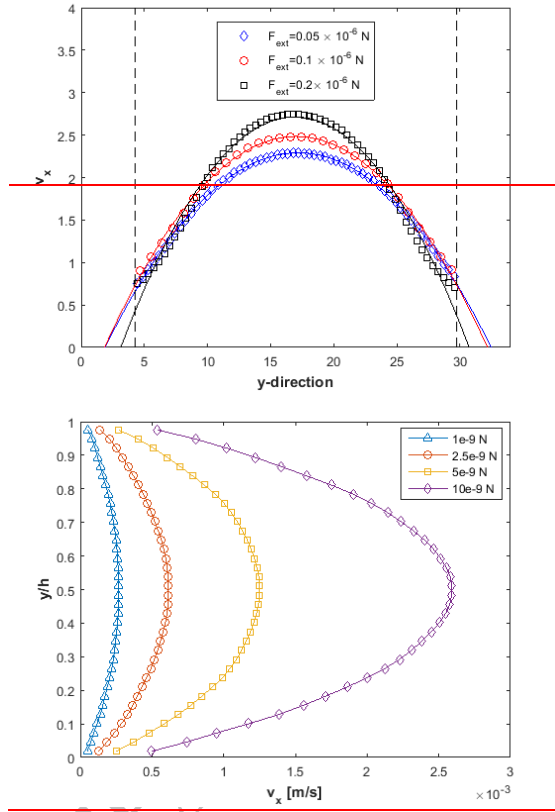 4
3.5
3
2.5
2
1.5
1
0.5
0
v_x
F_ext=0.05 × 10^-6 N
F_ext=0.1 × 10^-6 N
F_ext=0.2× 10^-6 N
0 5 10 15 20 25 30
y-direction
1
0.9
0.8
0.7
0.6
0.5
0.4
0.3
0.2
0.1
0
y/h
1e-9 N
2.5e-9 N
5e-9 N
10e-9 N
0 0.5 1 1.5 2 2.5 3
v_x [m/s]
×10^-3